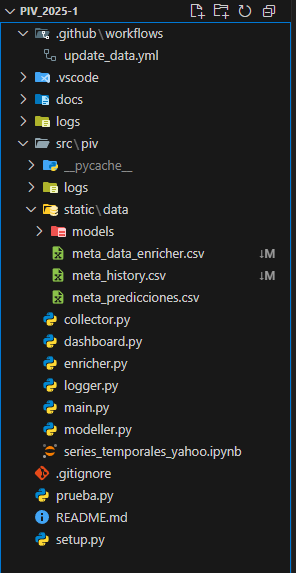 PIV_2025-1
.github\workflows
update_data.yml
.vscode
docs
logs
src\piv
__pycache__
logs
static\data
models
meta_data_enricher.csv ↓M
meta_history.csv ↓M
meta_predicciones.csv
collector.py
dashboard.py
enricher.py
logger.py
main.py
modeller.py
series_temporales_yahoo.ipynb
.gitignore
prueba.py
README.md
setup.py